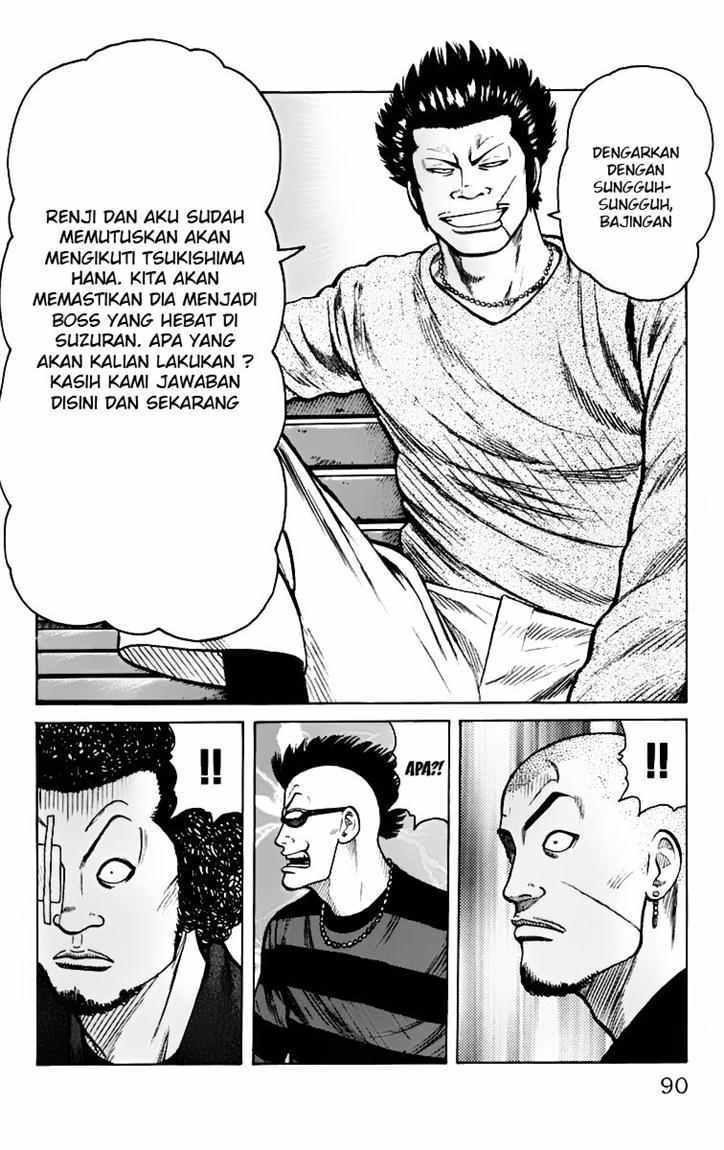 DENGARKAN
DENGAN
SUNGGUH-
SUNGGUH,
BAJINGAN
RENJI DAN AKU SUDAH
MEMUTUSKAN AKAN
MENGIKUTI TSUKISHIMA
HANA. KITA AKAN
MEMASTIKAN DIA MENJADI
BOSS YANG HEBAT DI
SUZURAN. APA YANG
AKAN KALIAN LAKUKAN ?
KASIH KAMI JAWABAN
DISINI DAN SEKARANG
!!
APA?!
!!
90